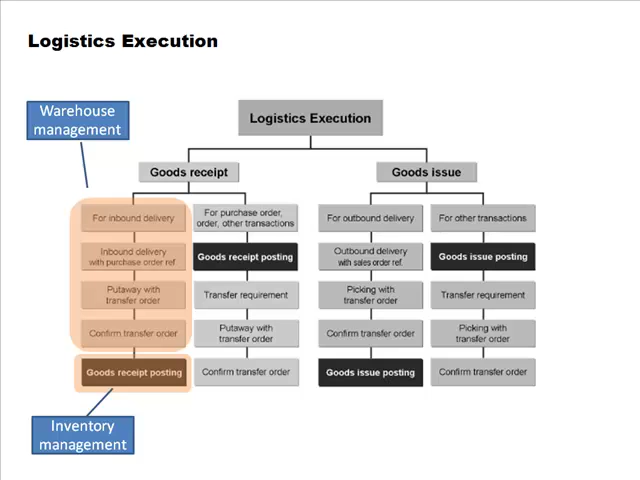 Logistics Execution
Warehouse
management
Logistics Execution
Goods receipt
Goods issue
For inbound delivery
For purchase order,
order, other transactions
For outbound delivery
For other transactions
Inbound delivery
with purchase order ref.
Goods receipt posting
Outbound delivery
with sales order ref.
Goods issue posting
Putaway with
transfer order
Transfer requirement
Picking with
transfer order
Transfer requirement
Confirm transfer order
Putaway with
transfer order
Confirm transfer order
Picking with
transfer order
Goods receipt posting
Confirm transfer order
Goods issue posting
Confirm transfer order
Inventory
management